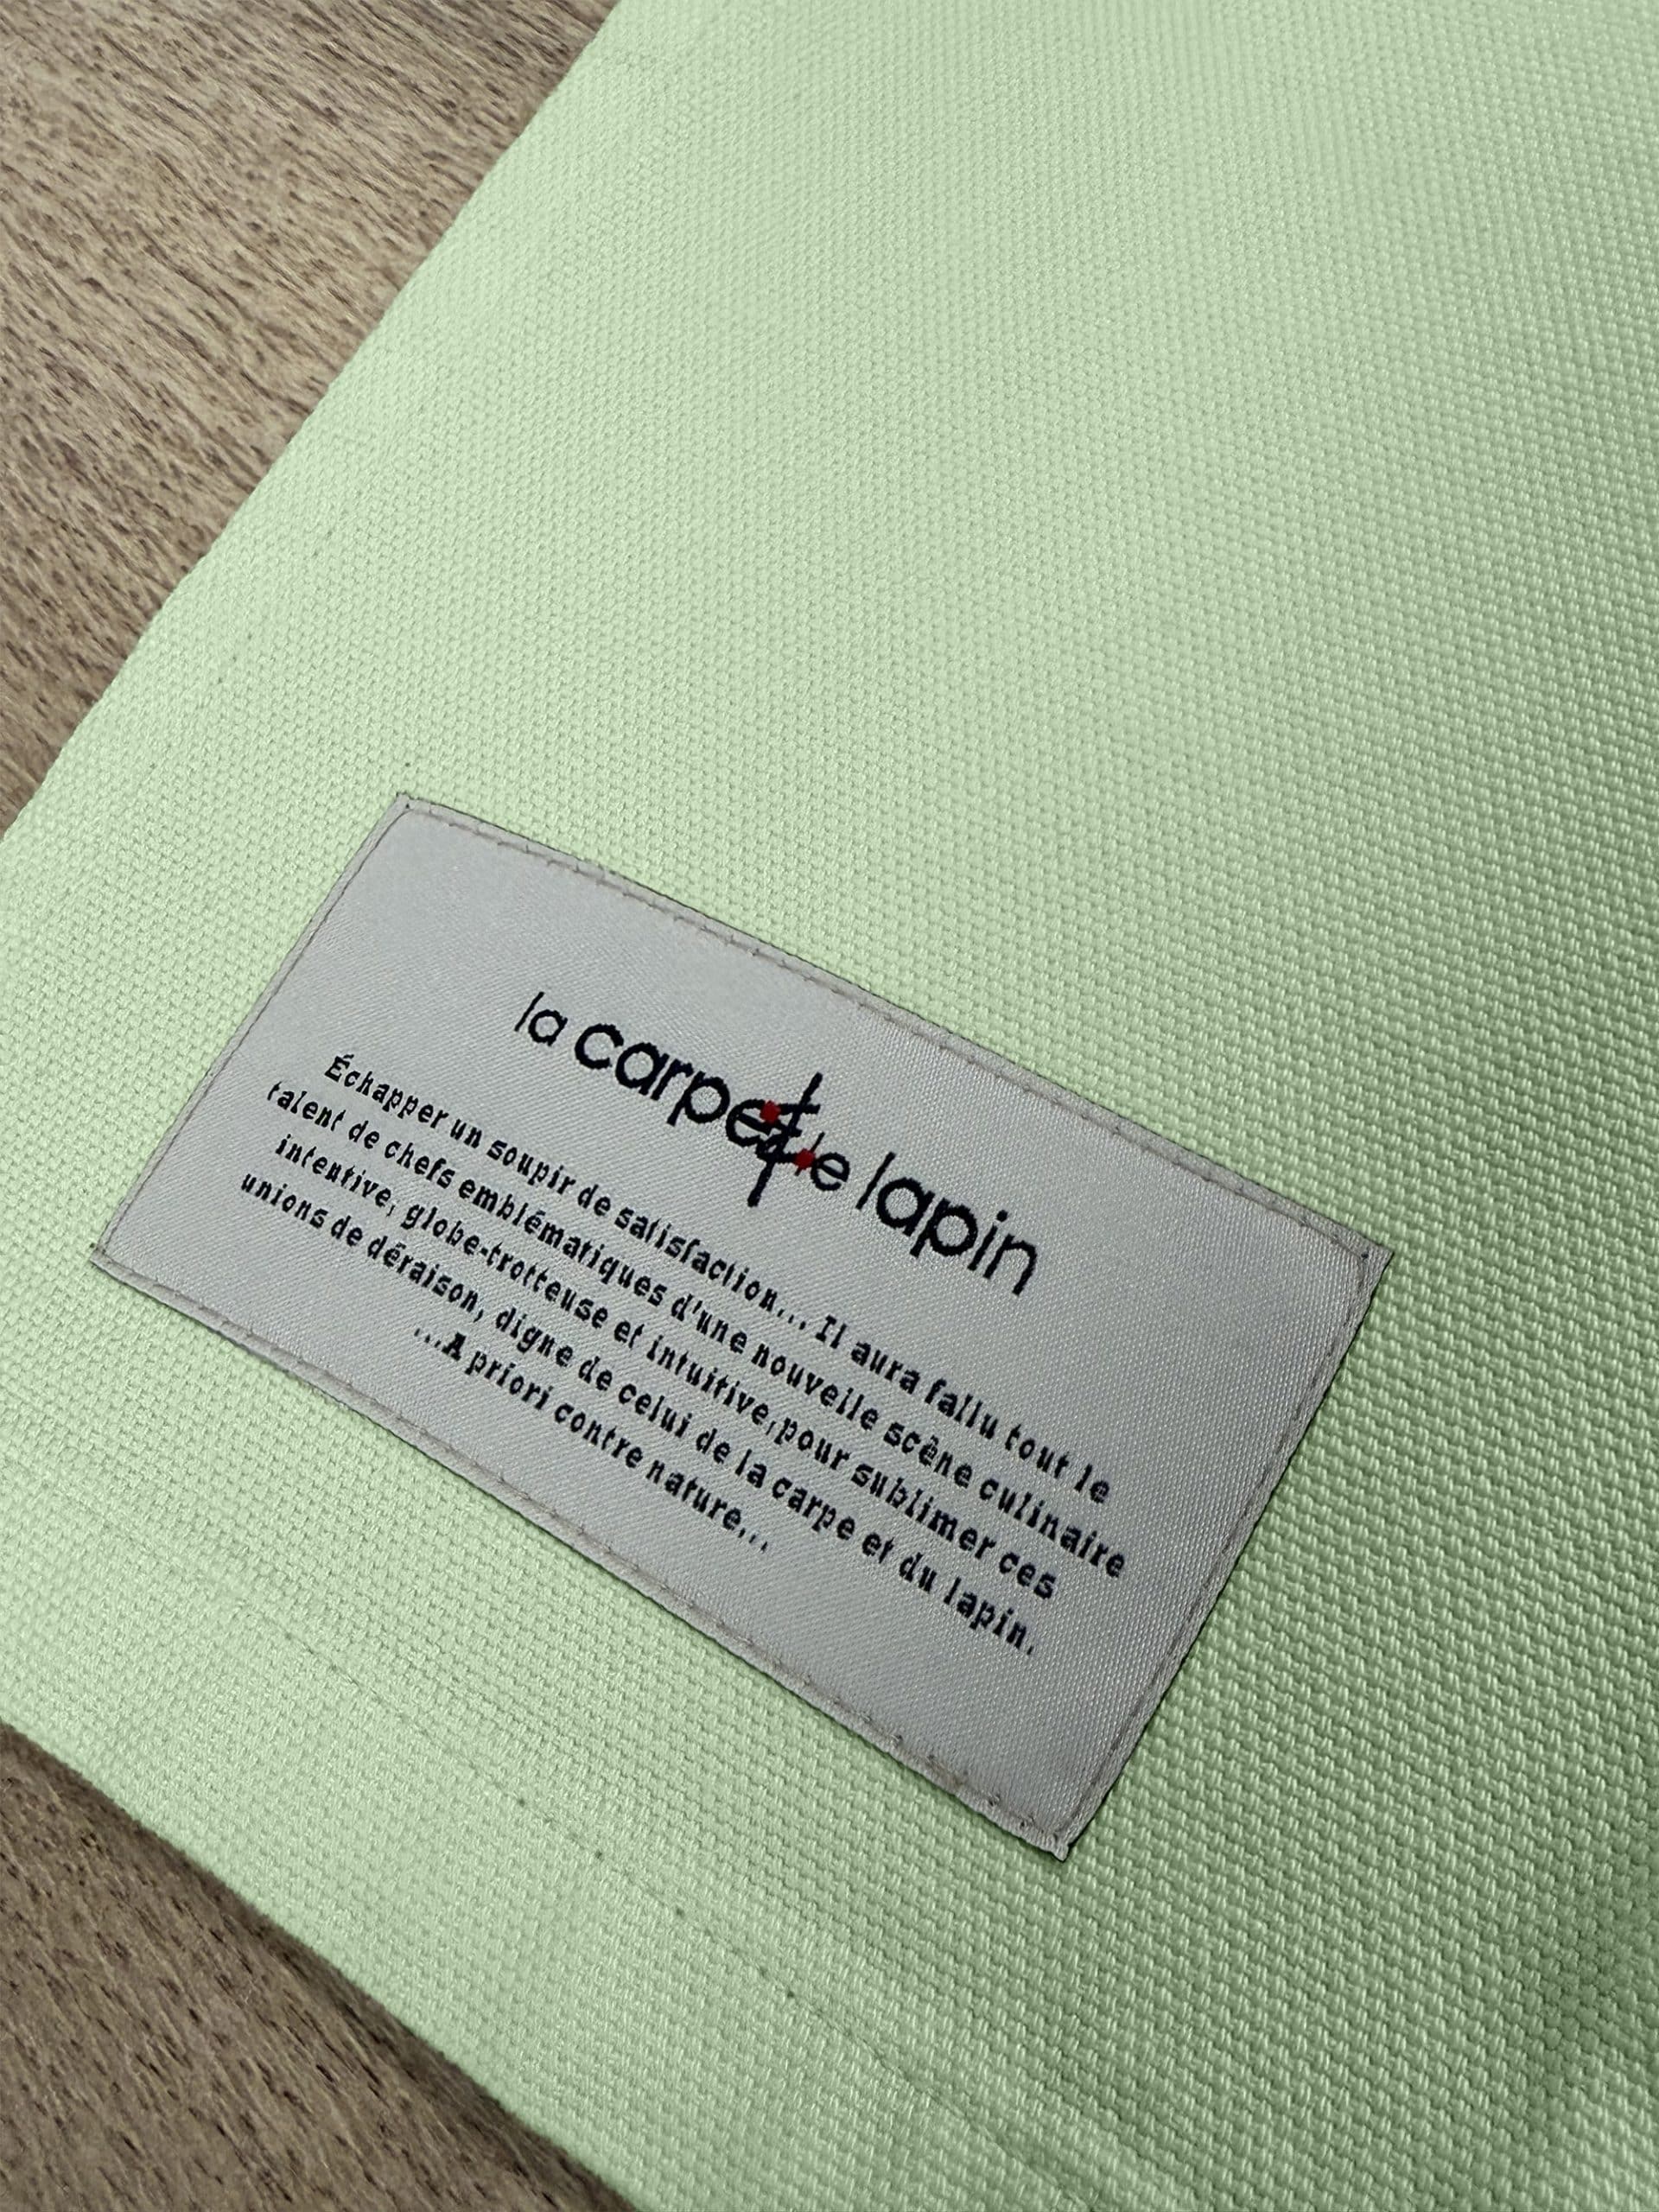 la carpe et le lapin
Échapper un soupir de satisfaction... Il aura fallu tout le
talent de chefs emblématiques d'une nouvelle scène culinaire
intentive, globe-trotteuse et intuitive,pour sublimer ces
unions de déraison, digne de celui de la carpe et du lapin.
...A priori contre nature...